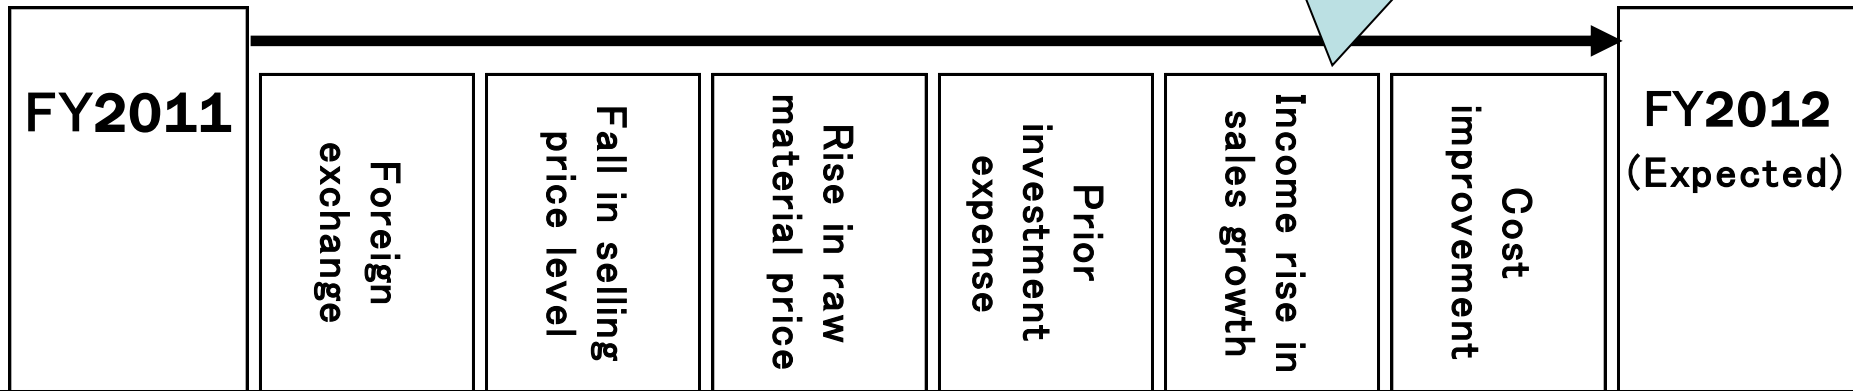 FY2011
Foreign
exchange
Fall in selling
price level
Rise in raw
material price
Prior
investment
expense
Income rise in
sales growth
Cost
improvement
FY2012
(Expected)